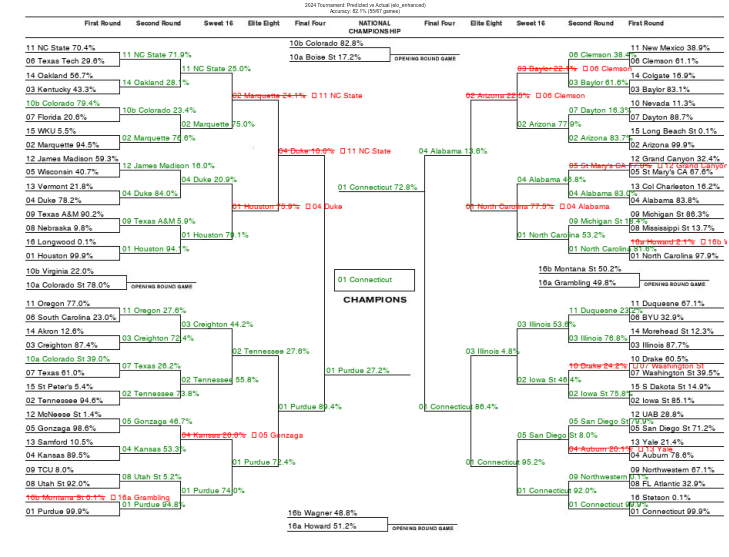 2024 Tournament: Predicted vs Actual (elo_enhanced)
Accuracy: 82.1% (55/67 games)
First Round Second Round Sweet 16 Elite Eight Final Four NATIONAL CHAMPIONSHIP Final Four Elite Eight Sweet 16 Second Round First Round
11 NC State 70.4%
06 Texas Tech 29.6%
14 Oakland 56.7%
03 Kentucky 43.3%
10b Colorado 79.4%
07 Florida 20.6%
15 WKU 5.5%
02 Marquette 94.5%
12 James Madison 59.3%
05 Wisconsin 40.7%
13 Vermont 21.8%
04 Duke 78.2%
09 Texas A&M 90.2%
08 Nebraska 9.8%
16 Longwood 0.1%
01 Houston 99.9%
11 NC State 71.9%
14 Oakland 28.1%
10b Colorado 23.4%
02 Marquette 76.6%
12 James Madison 16.0%
04 Duke 84.0%
09 Texas A&M 5.9%
01 Houston 94.1%
11 NC State 25.0%
02 Marquette 75.0%
04 Duke 20.9%
01 Houston 79.1%
02 Marquette 24.1% 11 NC State
01 Houston 75.9% 04 Duke
04 Duke 10.6% 11 NC State
10b Virginia 22.0%
10a Colorado St 78.0%
OPENING ROUND GAME
11 Oregon 77.0%
06 South Carolina 23.0%
14 Akron 12.6%
03 Creighton 87.4%
10a Colorado St 39.0%
07 Texas 61.0%
15 St Peter's 5.4%
02 Tennessee 94.6%
12 McNeese St 1.4%
05 Gonzaga 98.6%
13 Samford 10.5%
04 Kansas 89.5%
09 TCU 8.0%
08 Utah St 92.0%
16b Montana St 0.1% 16a Grambling
01 Purdue 99.9%
11 Oregon 27.6%
03 Creighton 72.4%
07 Texas 26.2%
02 Tennessee 73.8%
05 Gonzaga 46.7%
04 Kansas 53.3%
08 Utah St 5.2%
01 Purdue 94.8%
03 Creighton 44.2%
02 Tennessee 55.8%
04 Kansas 26.0% 05 Gonzaga
01 Purdue 74.0%
02 Tennessee 27.6%
01 Purdue 72.4%
01 Purdue 89.4%
10b Colorado 82.8%
10a Boise St 17.2%
OPENING ROUND GAME
01 Connecticut 72.8%
01 Connecticut
CHAMPIONS
01 Purdue 27.2%
16b Wagner 48.8%
16a Howard 51.2%
OPENING ROUND GAME
04 Alabama 13.6%
01 Connecticut 86.4%
02 Arizona 22.5% 06 Clemson
01 North Carolina 77.5% 04 Alabama
03 Baylor 22.1% 06 Clemson
02 Arizona 77.9%
04 Alabama 46.8%
01 North Carolina 53.2%
06 Clemson 38.4%
03 Baylor 61.6%
07 Dayton 16.3%
02 Arizona 83.7%
05 St Mary's CA 12 Grand Canyon
04 Alabama 83.0%
09 Michigan St 18.4%
01 North Carolina 81.6%
11 New Mexico 38.9%
06 Clemson 61.1%
14 Colgate 16.9%
03 Baylor 83.1%
10 Nevada 11.3%
07 Dayton 88.7%
15 Long Beach St 0.1%
02 Arizona 99.9%
12 Grand Canyon 32.4%
05 St Mary's CA 67.6%
13 Col Charleston 16.2%
04 Alabama 83.8%
09 Michigan St 86.3%
08 Mississippi St 13.7%
16a Howard 2.1% 16b W
01 North Carolina 97.9%
16b Montana St 50.2%
16a Grambling 49.8%
OPENING ROUND GAME
03 Illinois 4.8%
01 Connecticut 95.2%
03 Illinois 53.6%
02 Iowa St 46.4%
05 San Diego St 8.0%
01 Connecticut 92.0%
11 Duquesne 23.2%
03 Illinois 76.8%
10 Drake 24.2% 07 Washington St
02 Iowa St 75.8%
05 San Diego St 79.9%
04 Auburn 20.1% 13 Yale
09 Northwestern 0.1%
01 Connecticut 99.9%
11 Duquesne 67.1%
06 BYU 32.9%
14 Morehead St 12.3%
03 Illinois 87.7%
10 Drake 60.5%
07 Washington St 39.5%
15 S Dakota St 14.9%
02 Iowa St 85.1%
12 UAB 28.8%
05 San Diego St 71.2%
13 Yale 21.4%
04 Auburn 78.6%
09 Northwestern 67.1%
08 FL Atlantic 32.9%
16 Stetson 0.1%
01 Connecticut 99.9%